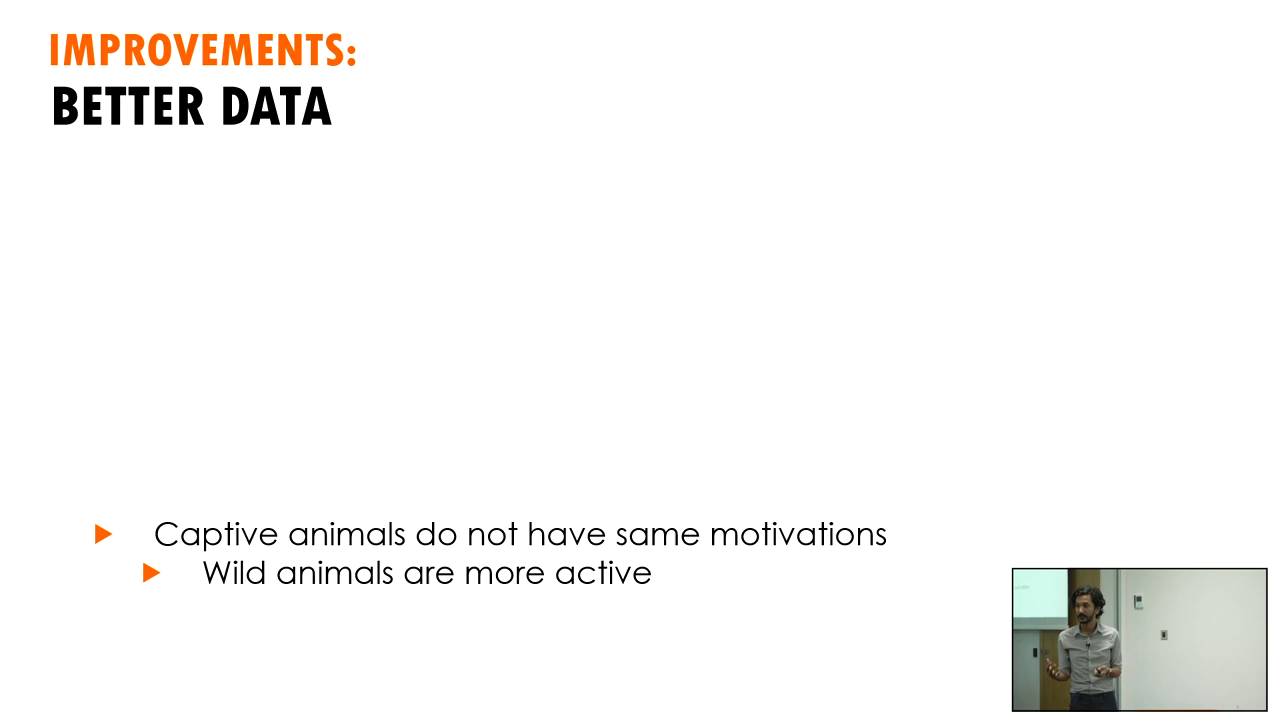 IMPROVEMENTS:
BETTER DATA
Captive animals do not have same motivations
Wild animals are more active